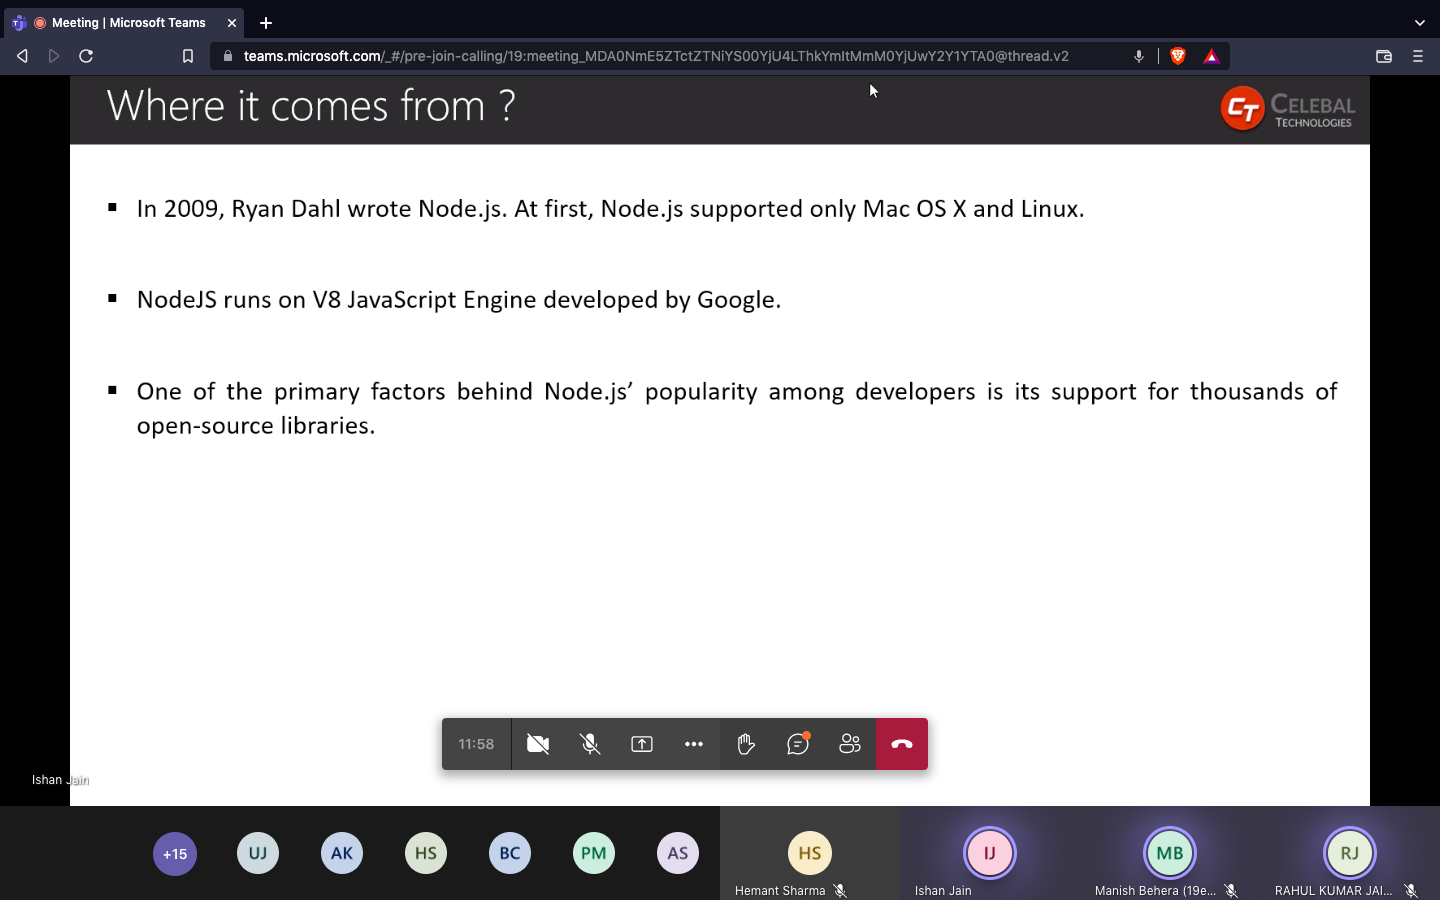 Meeting | Microsoft Teams
teams.microsoft.com/_#/pre-join-calling/19:meeting_MDA0NmE5ZTctZTNiYS00YjU4LThkYmItMmM0YjUwY2Y1YTA0@thread.v2
Where it comes from ?
CT
CELEBAL
TECHNOLOGIES
In 2009, Ryan Dahl wrote Node.js. At first, Node.js supported only Mac OS X and Linux.
NodeJS runs on V8 JavaScript Engine developed by Google.
One of the primary factors behind Node.js’ popularity among developers is its support for thousands of
open-source libraries.
11:58
Ishan Jain
+15
UJ
AK
HS
BC
PM
AS
HS
IJ
MB
RJ
Hemant Sharma
Ishan Jain
Manish Behera (19e...
RAHUL KUMAR JAI...